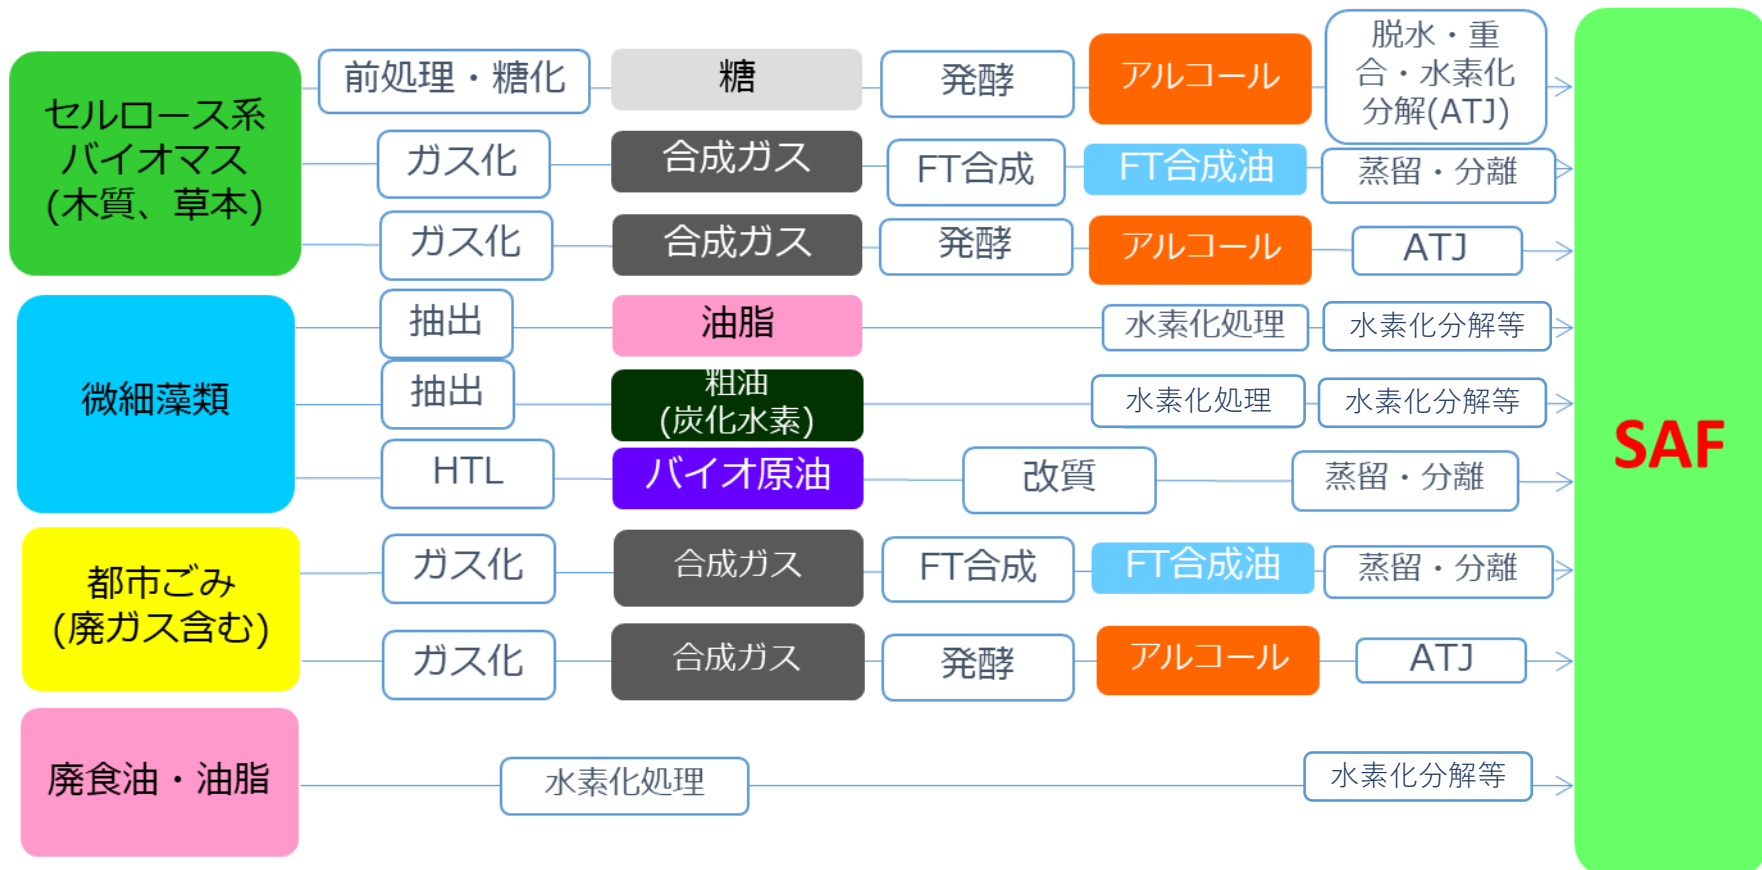 セルロース系
バイオマス
(木質、草本)
前処理・糖化
糖
発酵
アルコール
脱水・重
合・水素化
分解(ATJ)
ガス化
合成ガス
FT合成
FT合成油
蒸留・分離
ガス化
合成ガス
発酵
アルコール
ATJ
微細藻類
抽出
油脂
水素化処理
水素化分解等
抽出
粗油
(炭化水素)
水素化処理
水素化分解等
HTL
バイオ原油
改質
蒸留・分離
都市ごみ
(廃ガス含む)
ガス化
合成ガス
FT合成
FT合成油
蒸留・分離
ガス化
合成ガス
発酵
アルコール
ATJ
廃食油・油脂
水素化処理
水素化分解等
SAF